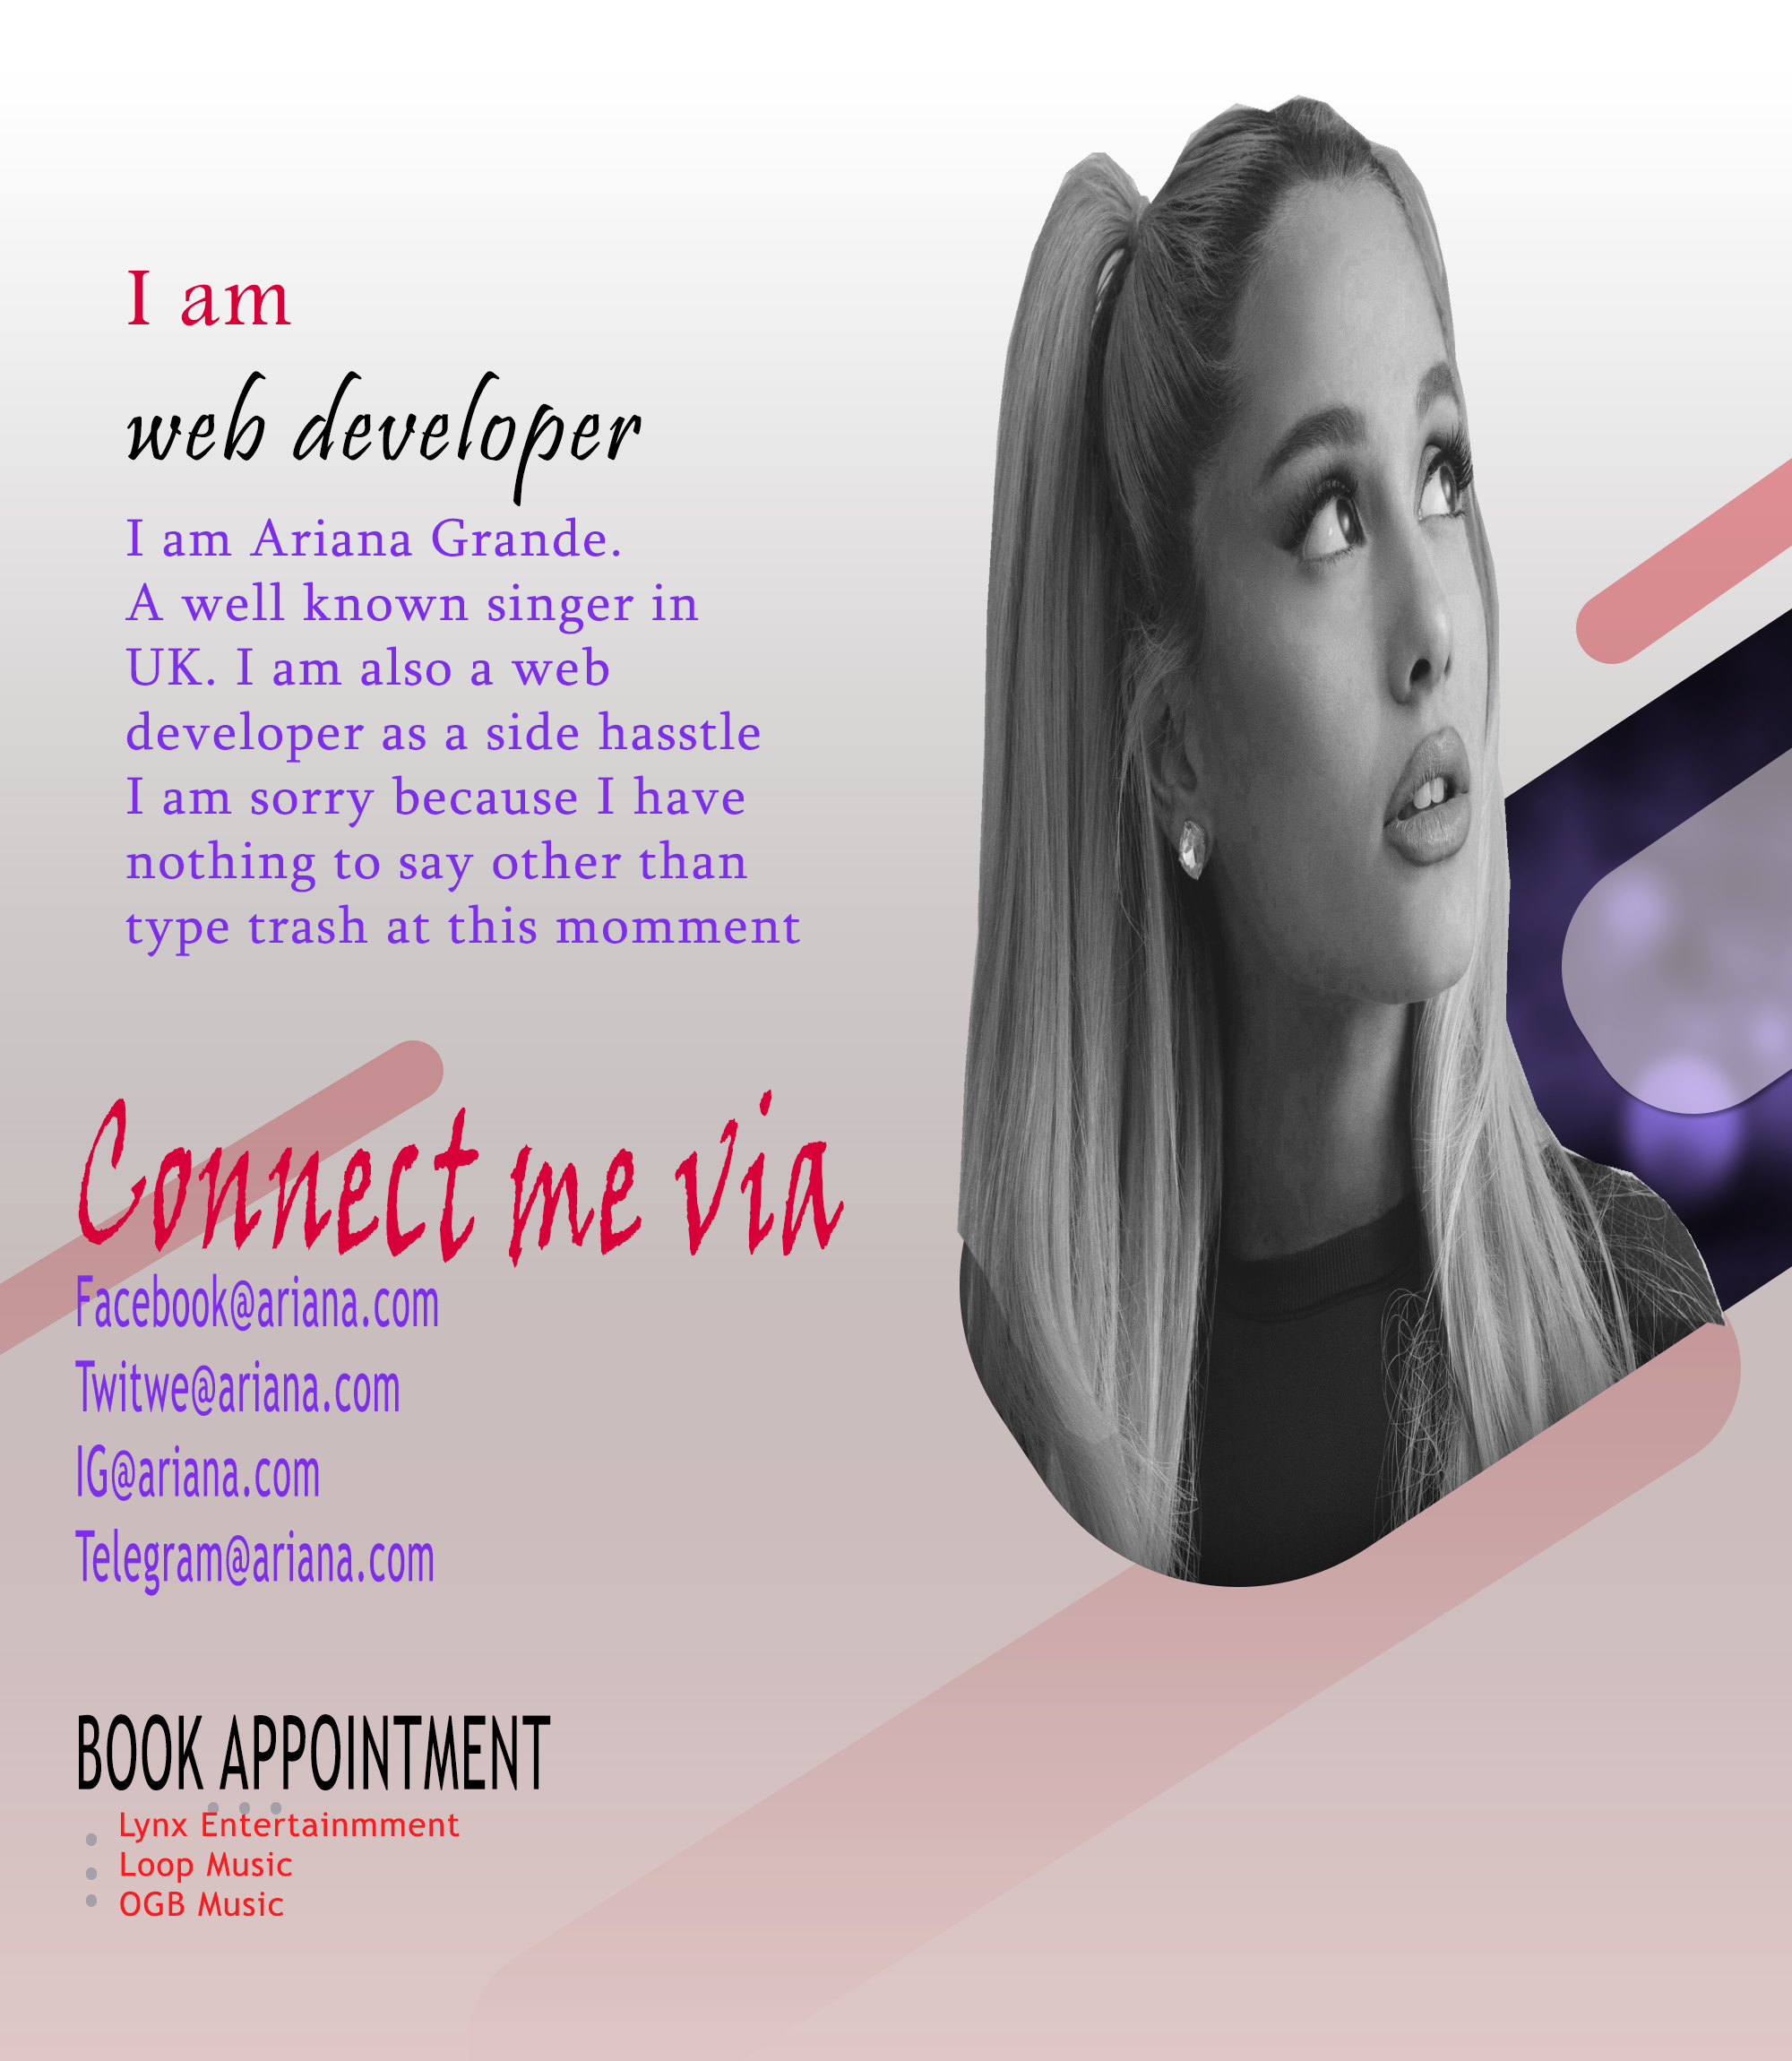 I am
web developer
I am Ariana Grande.
A well known singer in
UK. I am also a web
developer as a side hasstle
I am sorry because I have
nothing to say other than
type trash at this momment
Connect me via
Facebook@ariana.com
Twitwe@ariana.com
IG@ariana.com
Telegram@ariana.com
BOOK APPOINTMENT
Lynx Entertainmment
Loop Music
OGB Music